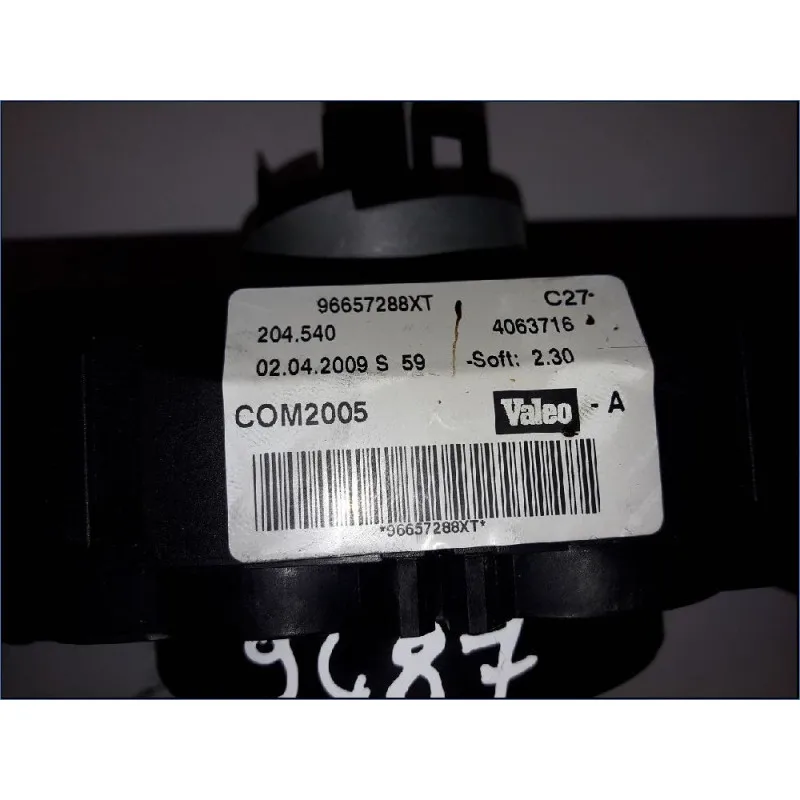 96657288XT C27-
204.540 4063716
02.04.2009 S 59 -Soft: 2.30
COM2005 Valeo - A
*96657288XT*
9687